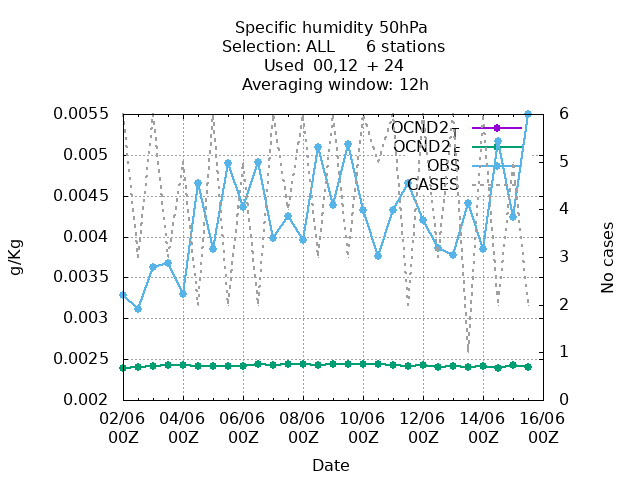 Specific humidity 50hPa
Selection: ALL 6 stations
Used 00,12 + 24
Averaging window: 12h
0.0055
0.005
0.0045
0.004
0.0035
0.003
0.0025
0.002
g/Kg
6
5
4
3
2
1
0
No cases
OBS
CASES
02/06 04/06 06/06 08/06 10/06 12/06 14/06 16/06
00Z 00Z 00Z 00Z 00Z 00Z 00Z 00Z
Date